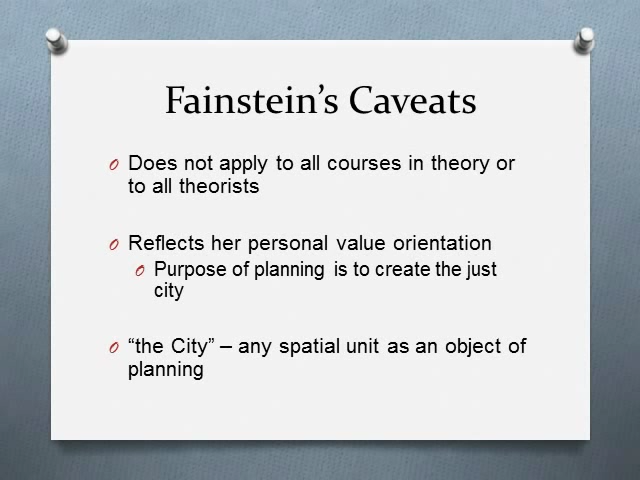 Fainstein’s Caveats
Does not apply to all courses in theory or
to all theorists
Reflects her personal value orientation
Purpose of planning is to create the just
city
“the City” – any spatial unit as an object of
planning